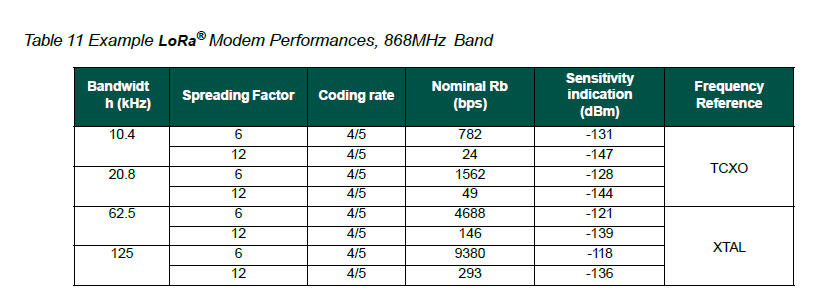 Table 11 Example LoRa® Modem Performances, 868MHz Band
Bandwidt h (kHz) Spreading Factor Coding rate Nominal Rb (bps) Sensitivity indication (dBm) Frequency Reference
10.4 6 4/5 782 -131 TCXO
12 4/5 24 -147
20.8 6 4/5 1562 -128
12 4/5 49 -144
62.5 6 4/5 4688 -121 XTAL
12 4/5 146 -139
125 6 4/5 9380 -118
12 4/5 293 -136